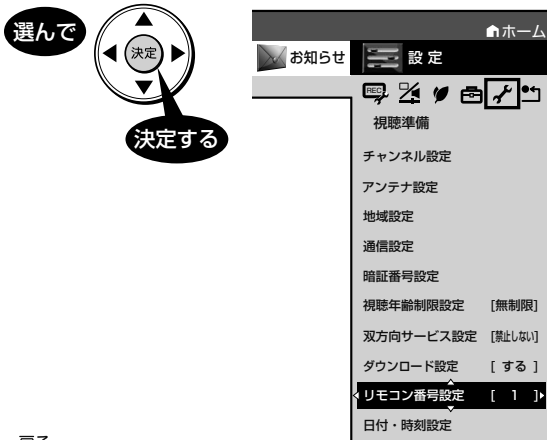 選んで
決定
決定する
ホーム
お知らせ
設定
REC
視聴準備
チャンネル設定
アンテナ設定
地域設定
通信設定
暗証番号設定
視聴年齢制限設定 [無制限]
双方向サービス設定 [禁止しない]
ダウンロード設定 [ する ]
リモコン番号設定 [ 1 ]
日付・時刻設定